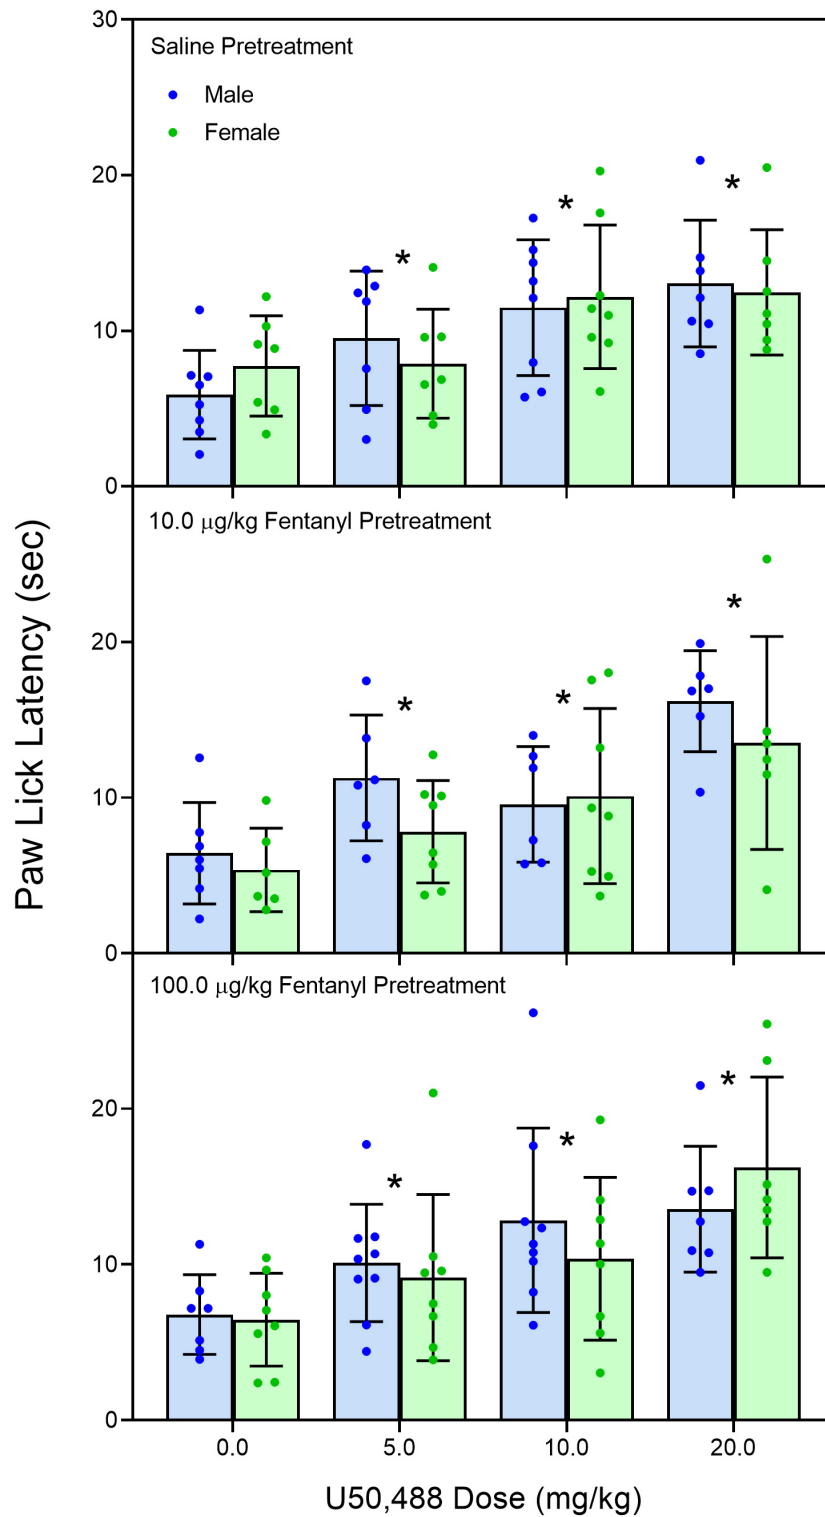 30
Saline Pretreatment
Male
Female
20
*
*
*
10
0
10.0 μg/kg Fentanyl Pretreatment
20
*
*
*
10
0
100.0 μg/kg Fentanyl Pretreatment
20
*
*
*
10
0
0.0 5.0 10.0 20.0
U50,488 Dose (mg/kg)
Paw Lick Latency (sec)